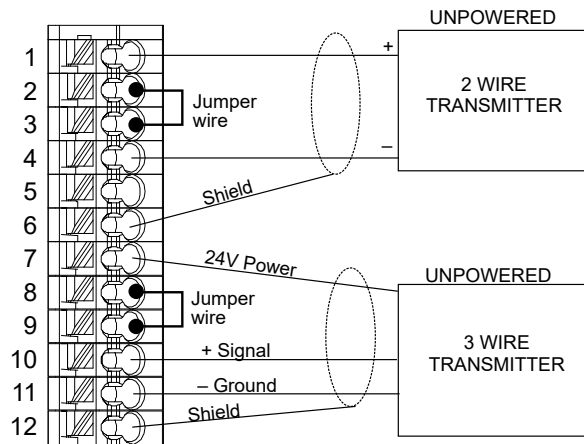 UNPOWERED
1
+
2 WIRE
TRANSMITTER
2
Jumper
wire
3
4
–
5
Shield
6
7
24V Power
UNPOWERED
8
Jumper
wire
9
3 WIRE
TRANSMITTER
10
+ Signal
11
– Ground
12
Shield